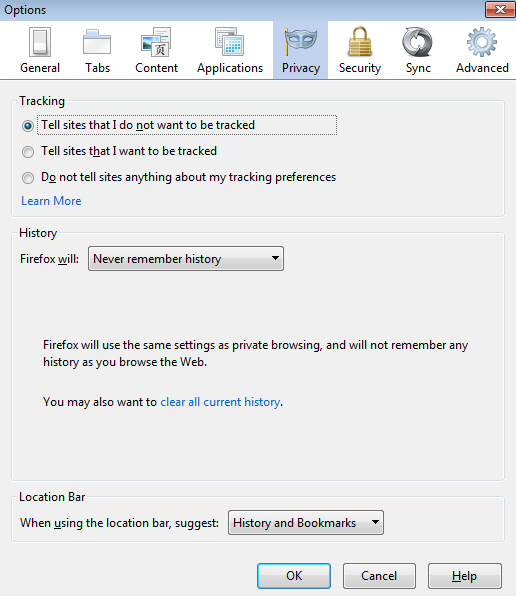 Options
General
Tabs
Content
Applications
Privacy
Security
Sync
Advanced
Tracking
Tell sites that I do not want to be tracked
Tell sites that I want to be tracked
Do not tell sites anything about my tracking preferences
Learn More
History
Firefox will: Never remember history
Firefox will use the same settings as private browsing, and will not remember any
history as you browse the Web.
You may also want to clear all current history.
Location Bar
When using the location bar, suggest: History and Bookmarks
OK
Cancel
Help